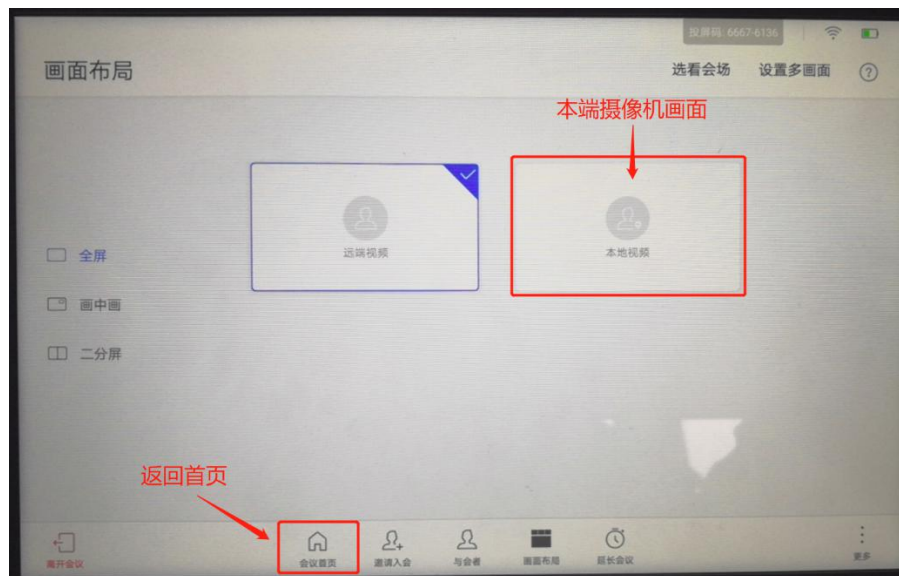 投屏码: 6667-6136
画面布局
选看会场
设置多画面
?
本端摄像机画面
远端视频
本地视频
全屏
画中画
二分屏
返回首页
离开会议
会议首页
邀请入会
与会者
画面布局
延长会议
更多